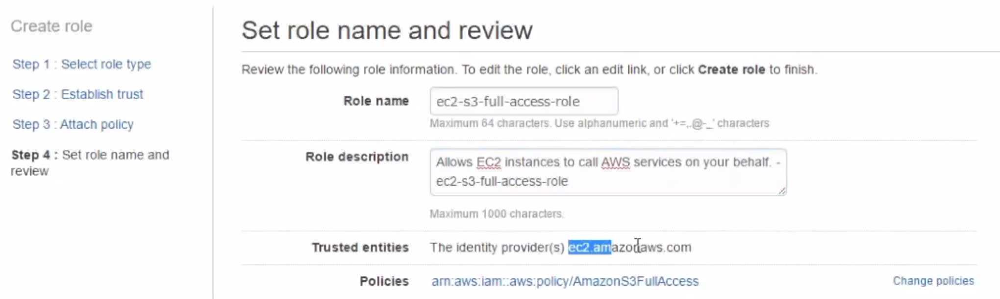 Create role
Step 1 : Select role type
Step 2 : Establish trust
Step 3 : Attach policy
Step 4 : Set role name and
review
Set role name and review
Review the following role information. To edit the role, click an edit link, or click Create role to finish.
Role name
ec2-s3-full-access-role
Maximum 64 characters. Use alphanumeric and '+=,.@-_' characters
Role description
Allows EC2 instances to call AWS services on your behalf. -
ec2-s3-full-access-role
Maximum 1000 characters.
Trusted entities
The identity provider(s) ec2.amazonaws.com
Policies
arn:aws:iam::aws:policy/AmazonS3FullAccess
Change policies